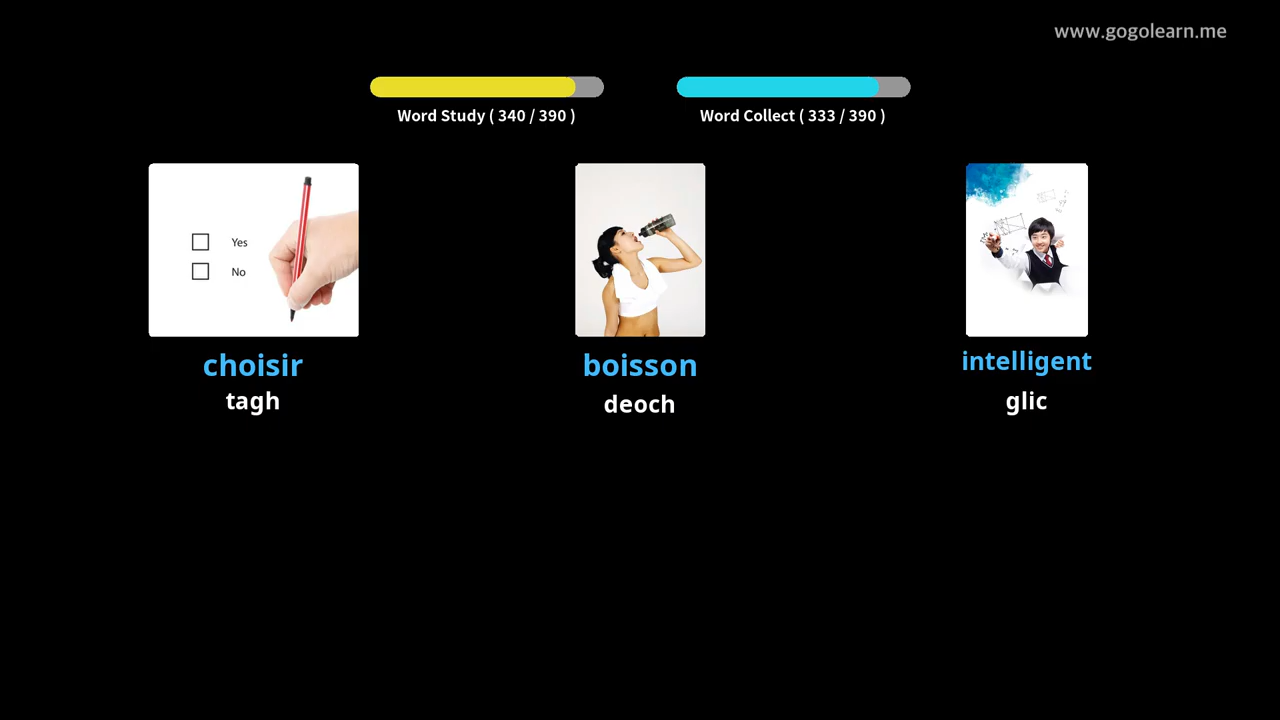 www.gogolearn.me
Word Study ( 340 / 390 )
Word Collect ( 333 / 390 )
Yes
No
choisir
boisson
intelligent
tagh
deoch
glic